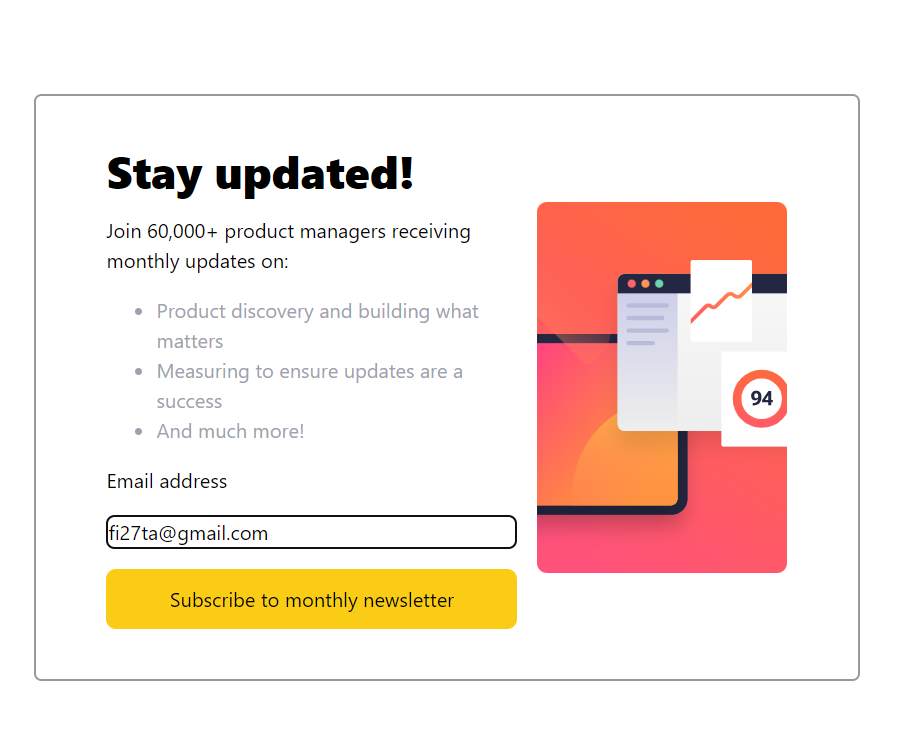 Stay updated!
Join 60,000+ product managers receiving
monthly updates on:
Product discovery and building what
matters
Measuring to ensure updates are a
success
And much more!
Email address
fi27ta@gmail.com
Subscribe to monthly newsletter
94